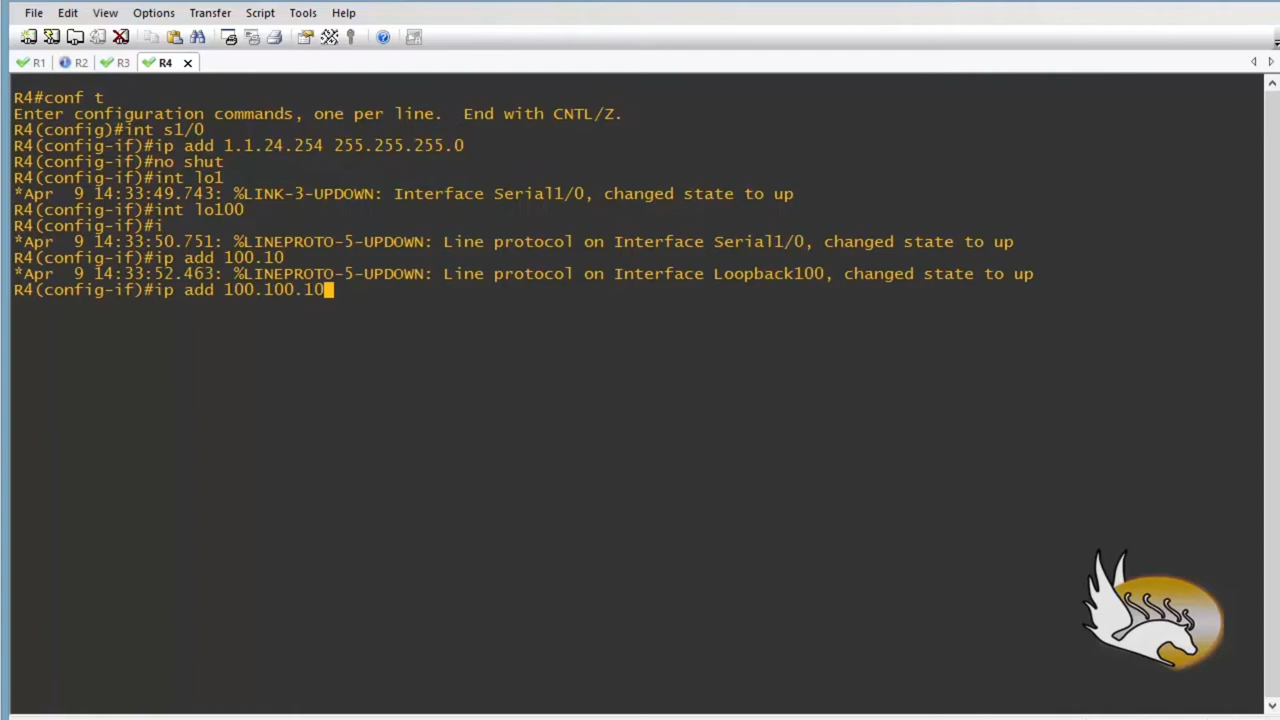 File Edit View Options Transfer Script Tools Help
R1 R2 R3 R4
R4#conf t
Enter configuration commands, one per line.  End with CNTL/Z.
R4(config)#int s1/0
R4(config-if)#ip add 1.1.24.254 255.255.255.0
R4(config-if)#no shut
R4(config-if)#int lo1
*Apr  9 14:33:49.743: %LINK-3-UPDOWN: Interface Serial1/0, changed state to up
R4(config-if)#int lo100
R4(config-if)#i
*Apr  9 14:33:50.751: %LINEPROTO-5-UPDOWN: Line protocol on Interface Serial1/0, changed state to up
R4(config-if)#ip add 100.10
*Apr  9 14:33:52.463: %LINEPROTO-5-UPDOWN: Line protocol on Interface Loopback100, changed state to up
R4(config-if)#ip add 100.100.10